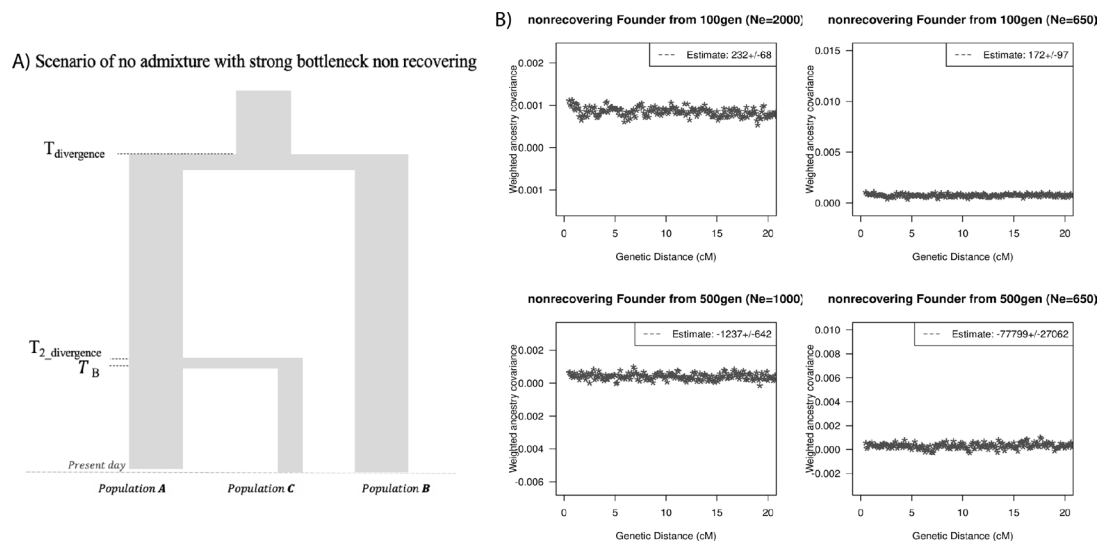 A) Scenario of no admixture with strong bottleneck non recovering
T divergence
T 2_divergence
T B
Present day
Population A
Population C
Population B
B)
nonrecovering Founder from 100gen (Ne=2000)
Estimate: 232+/-68
Weighted ancestry covariance
0.002
0.001
0.000
0.001
0 5 10 15 20
Genetic Distance (cM)
nonrecovering Founder from 100gen (Ne=650)
Estimate: 172+/-97
Weighted ancestry covariance
0.015
0.010
0.005
0.000
0 5 10 15 20
Genetic Distance (cM)
nonrecovering Founder from 500gen (Ne=1000)
Estimate: -1237+/-642
Weighted ancestry covariance
0.002
0.000
-0.002
-0.004
-0.006
0 5 10 15 20
Genetic Distance (cM)
nonrecovering Founder from 500gen (Ne=650)
Estimate: -77799+/-27062
Weighted ancestry covariance
0.010
0.008
0.006
0.004
0.002
0.000
-0.002
0 5 10 15 20
Genetic Distance (cM)